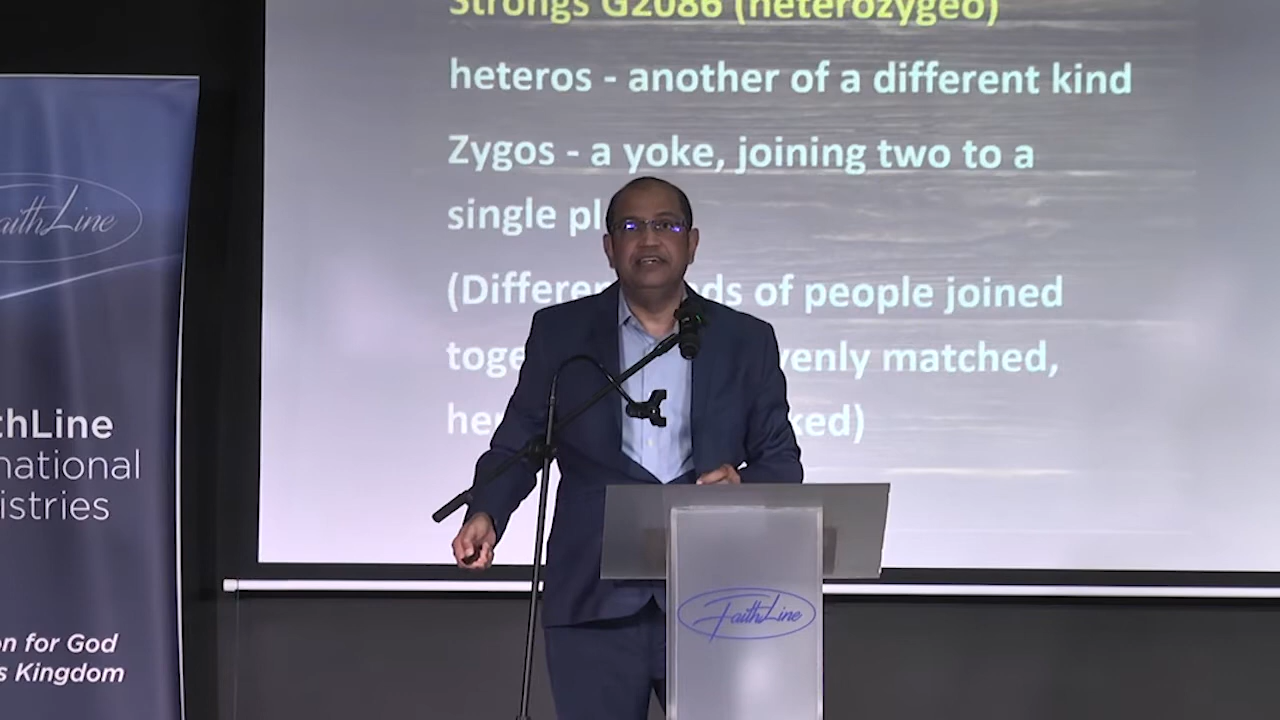 Strongs G2086 (heterozygeo)
heteros - another of a different kind
Zygos - a yoke, joining two to a
single pl
(Differen ds of people joined
toge venly matched,
her ked)
aithLine
thLine
national
istries
on for God
s Kingdom
FaithLine